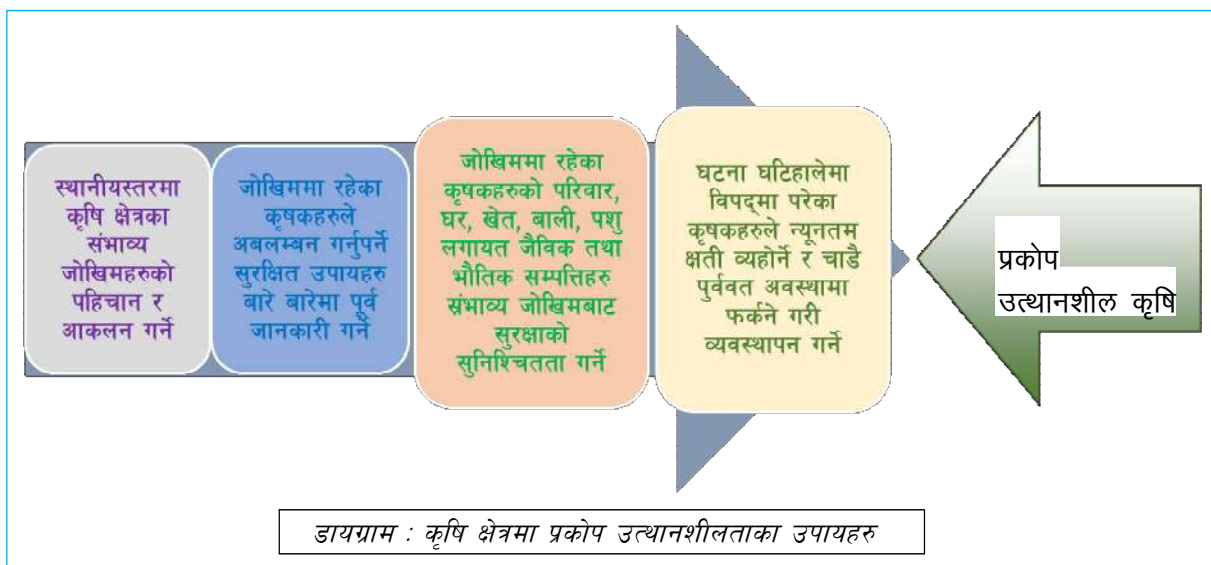 स्थानीयस्तरमा
कृषि क्षेत्रका
संभाव्य
जोखिमहरुको
पहिचान र
आकलन गर्ने
जोखिममा रहेका
कृषकहरुले
अबलम्बन गर्नुपर्ने
सुरक्षित उपायहरु
बारे बारेमा पूर्व
जानकारी गर्ने
जोखिममा रहेका
कृषकहरुको परिवार,
घर, खेत, बाली, पशु
लगायत जैविक तथा
भौतिक सम्पत्तिहरु
संभाव्य जोखिमबाट
सुरक्षाको
सुनिश्चितता गर्ने
घटना घटिहालेमा
विपद्मा परेका
कृषकहरुले न्यूनतम
क्षती व्यहोर्ने र चाडै
पुर्ववत अवस्थामा
फर्कने गरी
व्यवस्थापन गर्ने
प्रकोप
उत्थानशील कृषि
डायग्राम : कृषि क्षेत्रमा प्रकोप उत्थानशीलताका उपायहरु